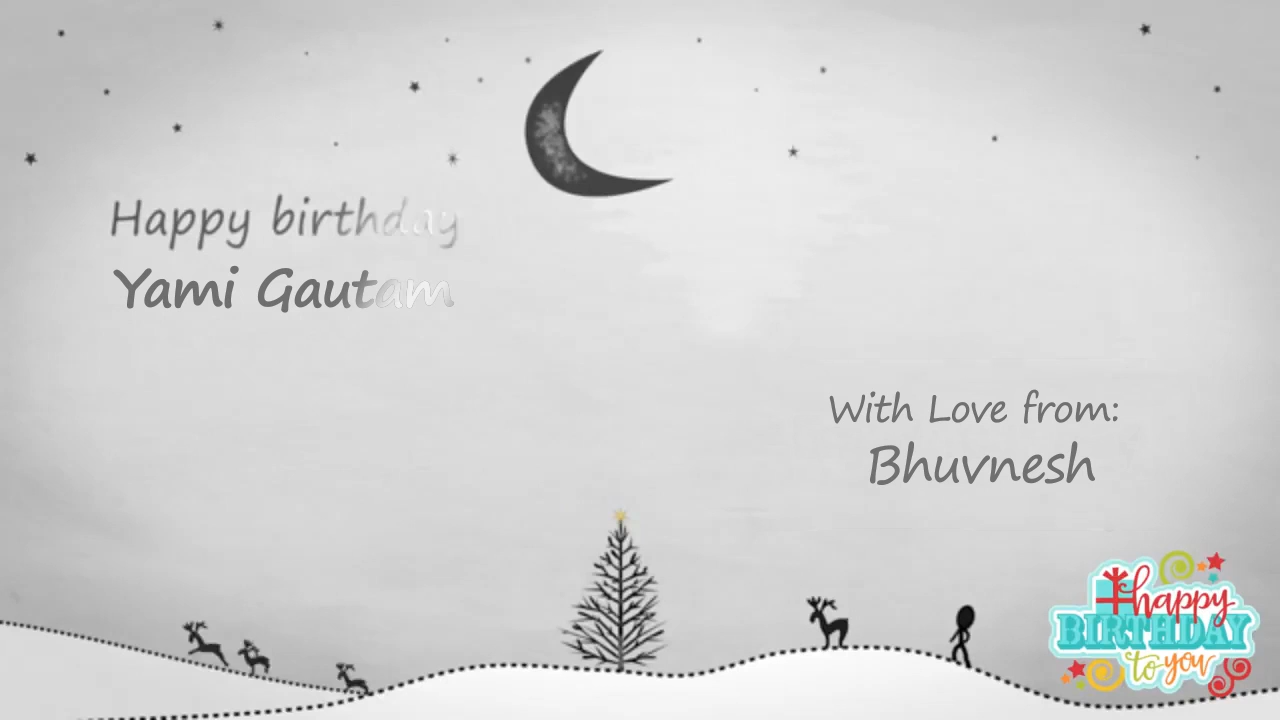 Happy birthday
Yami Gautam
With Love from:
Bhuvnesh
happy
BIRTHDAY
to you